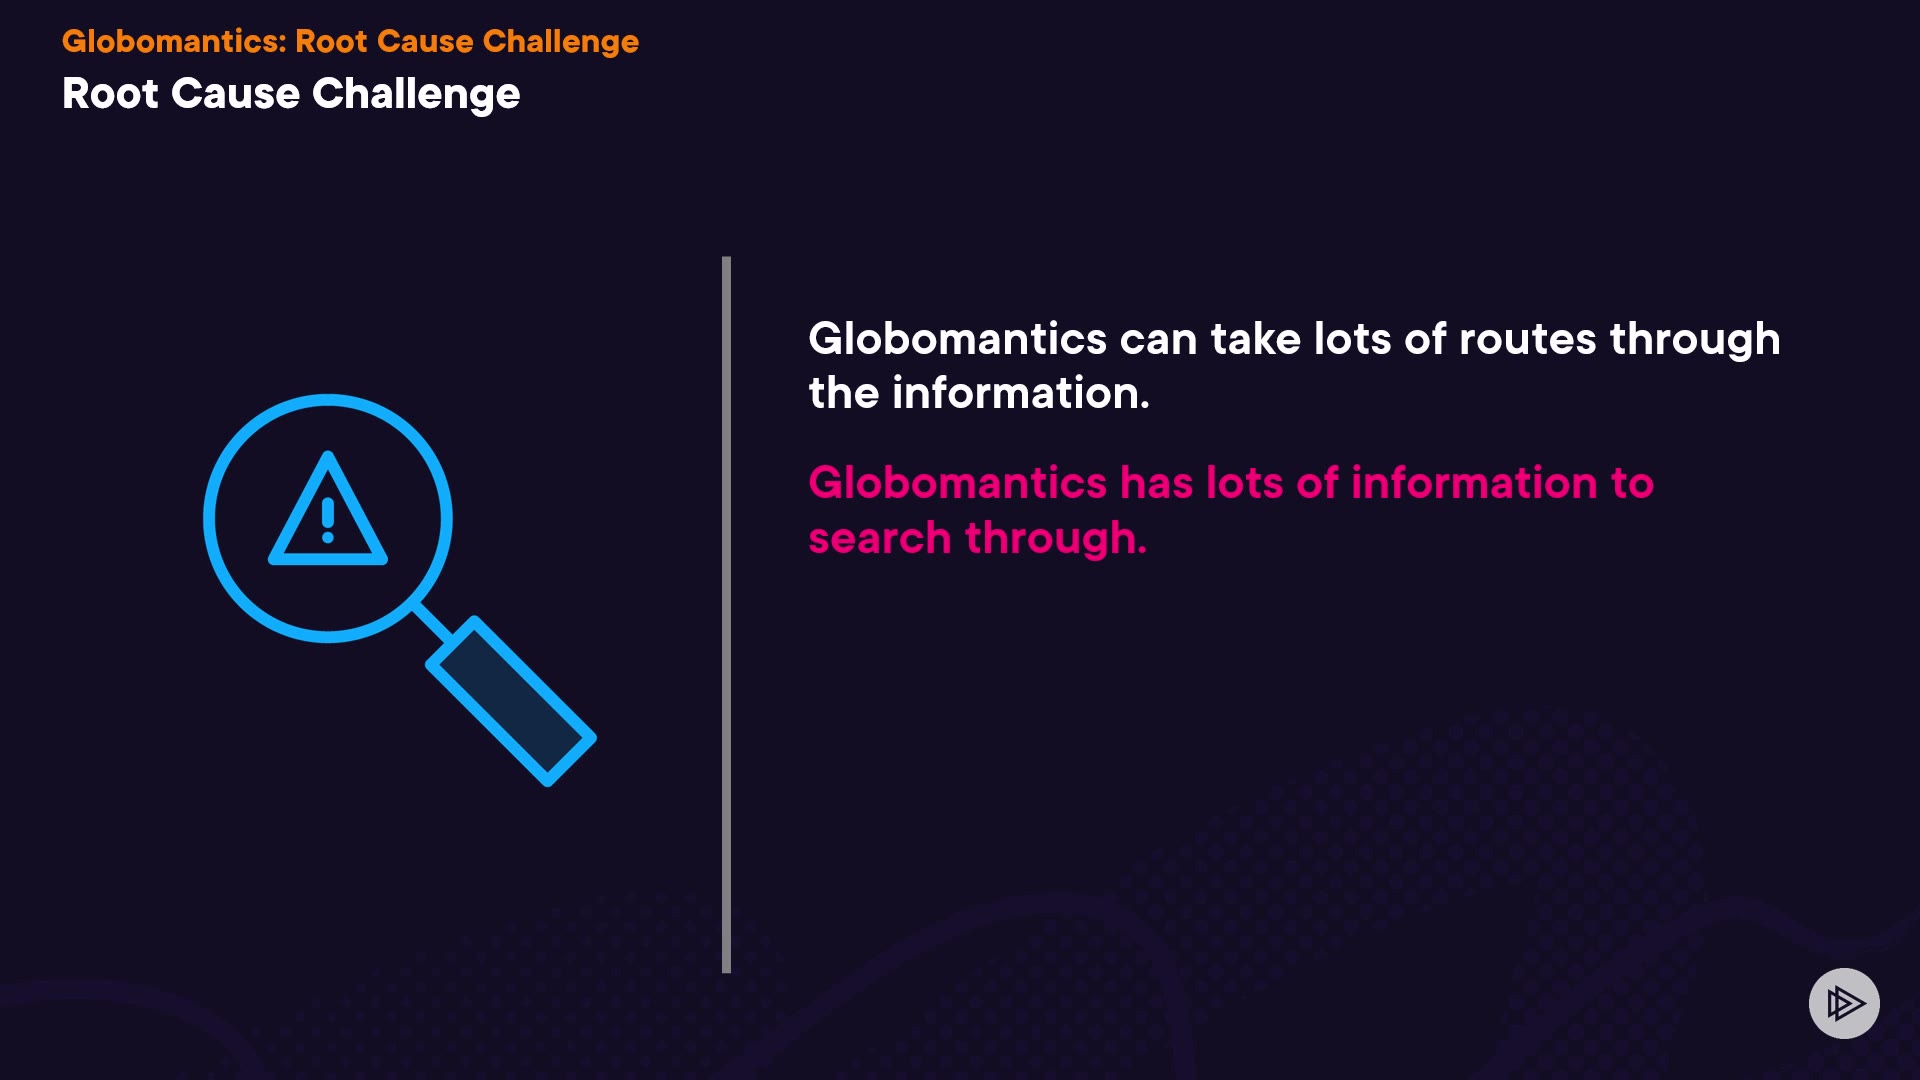 Globomantics: Root Cause Challenge
Root Cause Challenge
Globomantics can take lots of routes through
the information.
Globomantics has lots of information to
search through.